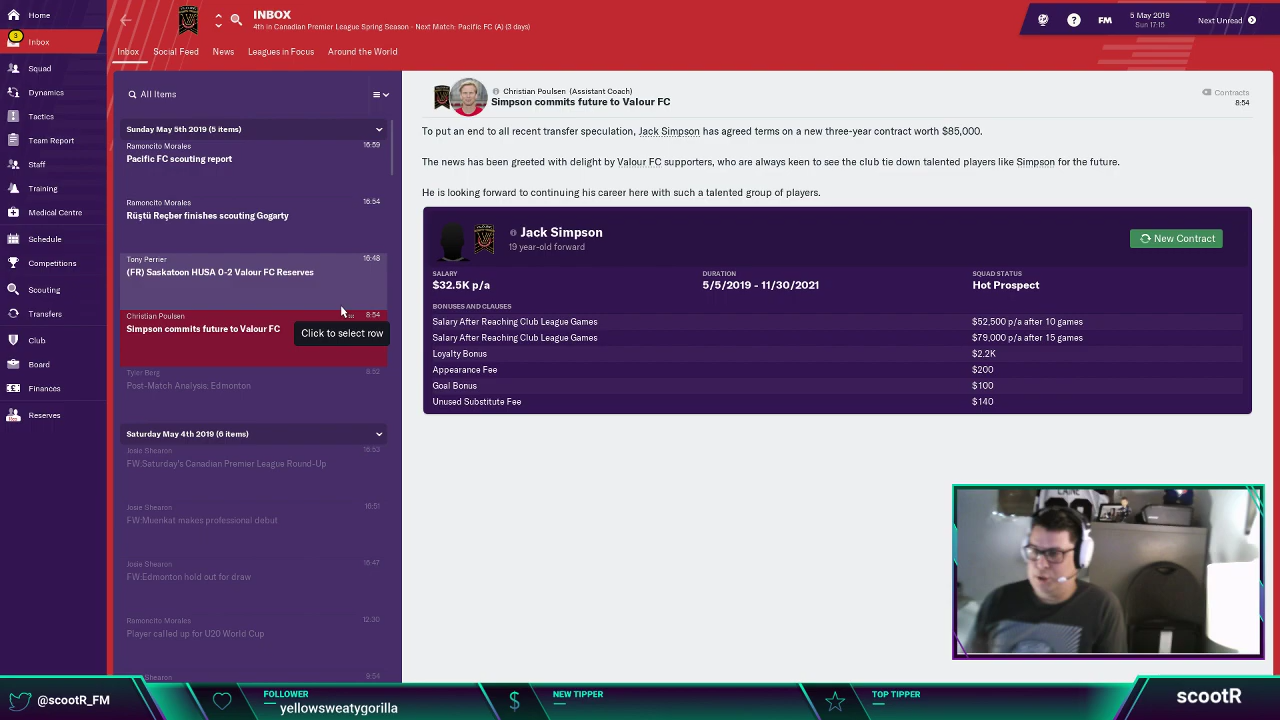 Home
Inbox
3
Squad
Dynamics
Tactics
Team Report
Staff
Training
Medical Centre
Schedule
Competitions
Scouting
Transfers
Club
Board
Finances
Reserves
INBOX
4th in Canadian Premier League Spring Season - Next Match: Pacific FC (A) (3 days)
FM
5 May 2019
Sun 17:15
Next Unread
Inbox
Social Feed
News
Leagues in Focus
Around the World
All Items
Sunday May 5th 2019 (5 items)
Ramoncito Morales 16:59
Pacific FC scouting report
Ramoncito Morales 16:54
Rüştü Reçber finishes scouting Gogarty
Tony Perrier 16:48
(FR) Saskatoon HUSA 0-2 Valour FC Reserves
Christian Poulsen 8:54
Simpson commits future to Valour FC
Click to select row
Tyler Berg 8:52
Post-Match Analysis: Edmonton
Saturday May 4th 2019 (6 items)
Josie Shearon 16:53
FW:Saturday's Canadian Premier League Round-Up
Josie Shearon 16:51
FW:Muenkat makes professional debut
Josie Shearon 16:47
FW:Edmonton hold out for draw
Ramoncito Morales 12:30
Player called up for U20 World Cup
Shearon 9:54
Christian Poulsen (Assistant Coach)
Simpson commits future to Valour FC
Contracts
8:54
To put an end to all recent transfer speculation, Jack Simpson has agreed terms on a new three-year contract worth $85,000.
The news has been greeted with delight by Valour FC supporters, who are always keen to see the club tie down talented players like Simpson for the future.
He is looking forward to continuing his career here with such a talented group of players.
Jack Simpson
19 year-old forward
New Contract
SALARY DURATION SQUAD STATUS
$32.5K p/a 5/5/2019 - 11/30/2021 Hot Prospect
BONUSES AND CLAUSES
Salary After Reaching Club League Games $52,500 p/a after 10 games
Salary After Reaching Club League Games $79,000 p/a after 15 games
Loyalty Bonus $2.2K
Appearance Fee $200
Goal Bonus $100
Unused Substitute Fee $140
@scootR_FM
FOLLOWER
yellowsweatygorilla
NEW TIPPER
TOP TIPPER
scootR